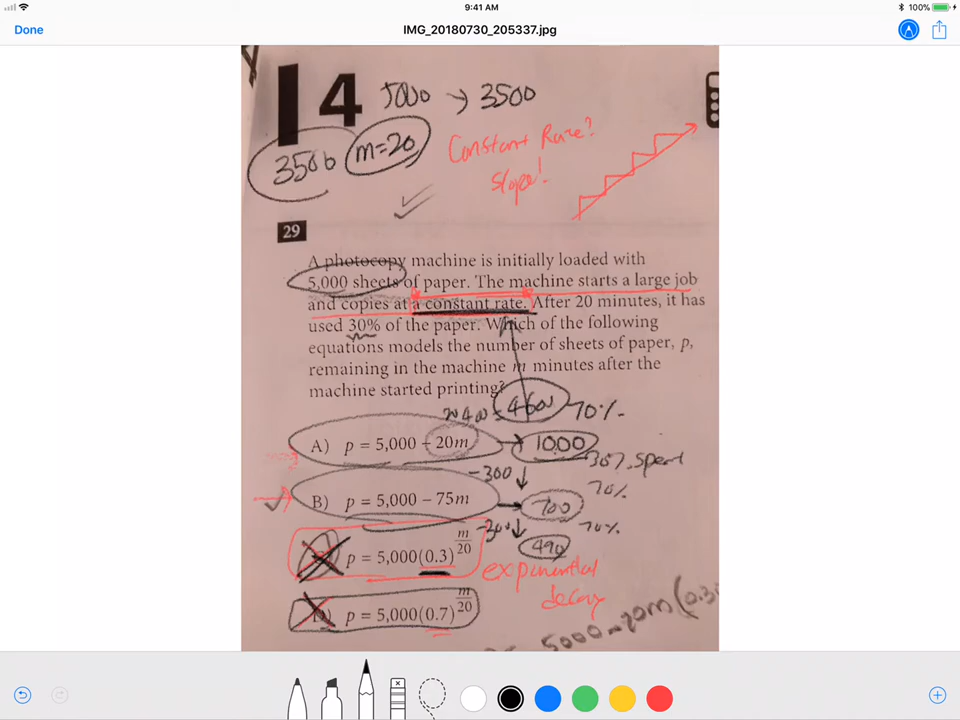 9:41 AM
100%
Done
IMG_20180730_205337.jpg
14
5000 → 3500
3500
m=20
Constant Rate?
Slope!
29
A photocopy machine is initially loaded with
5,000 sheets of paper. The machine starts a large job
and copies at a constant rate. After 20 minutes, it has
used 30% of the paper. Which of the following
equations models the number of sheets of paper, p,
remaining in the machine m minutes after the
machine started printing?
4600
70%
A) p = 5,000 − 20m → 1000
30% spent
−300
70%
B) p = 5,000 − 75m → 700
70%
490
p = 5,000(0.3)^(m/20)
exponential
decay
p = 5,000(0.7)^(m/20)
5000 - 20m (0.3